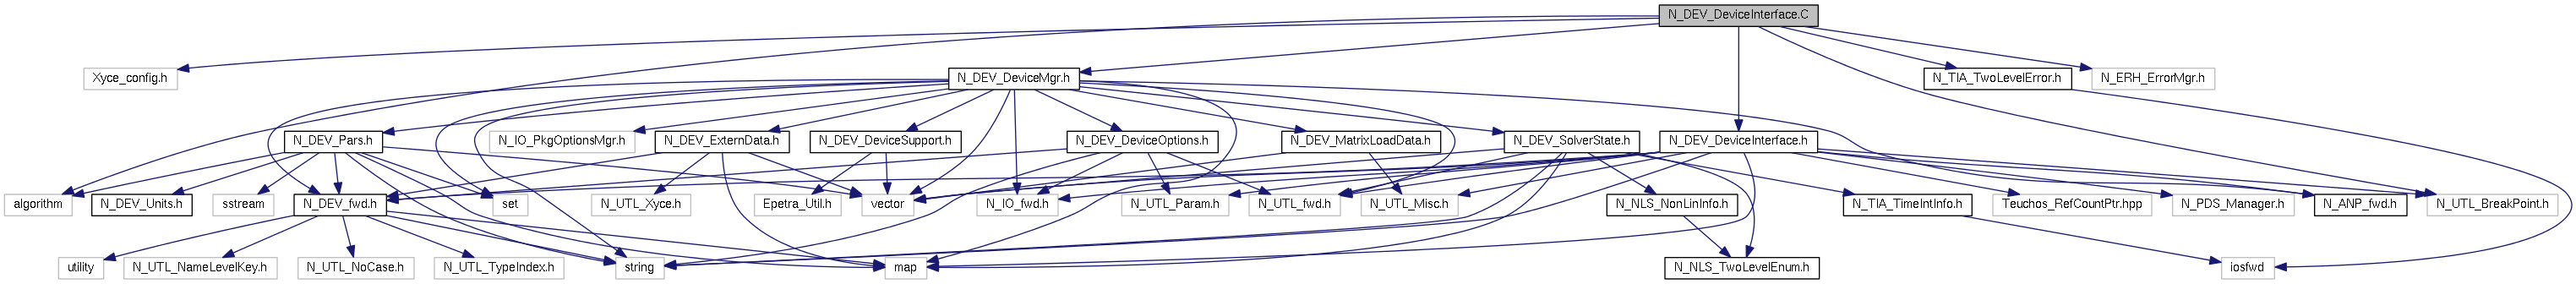 N_DEV_DeviceInterface.C
Xyce_config.h
N_DEV_DeviceMgr.h
N_TIA_TwoLevelError.h
N_ERH_ErrorMgr.h
N_DEV_Pars.h
N_IO_PkgOptionsMgr.h
N_DEV_ExternData.h
N_DEV_DeviceSupport.h
N_DEV_DeviceOptions.h
N_DEV_MatrixLoadData.h
N_DEV_SolverState.h
N_DEV_DeviceInterface.h
algorithm
N_DEV_Units.h
sstream
N_DEV_fwd.h
set
N_UTL_Xyce.h
Epetra_Util.h
vector
N_IO_fwd.h
N_UTL_Param.h
N_UTL_fwd.h
N_UTL_Misc.h
N_NLS_NonLinInfo.h
N_TIA_TimeIntInfo.h
Teuchos_RefCountPtr.hpp
N_PDS_Manager.h
N_ANP_fwd.h
N_UTL_BreakPoint.h
utility
N_UTL_NameLevelKey.h
N_UTL_NoCase.h
N_UTL_TypeIndex.h
string
map
N_NLS_TwoLevelEnum.h
iosfwd